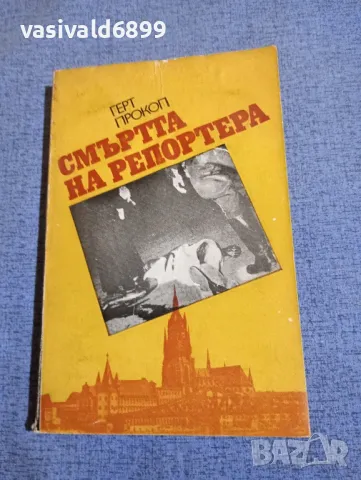 vasivald6899
ГЕРТ
ПРОКОП
СМЪРТТА
НА РЕПОРТЕРА
BAZAR